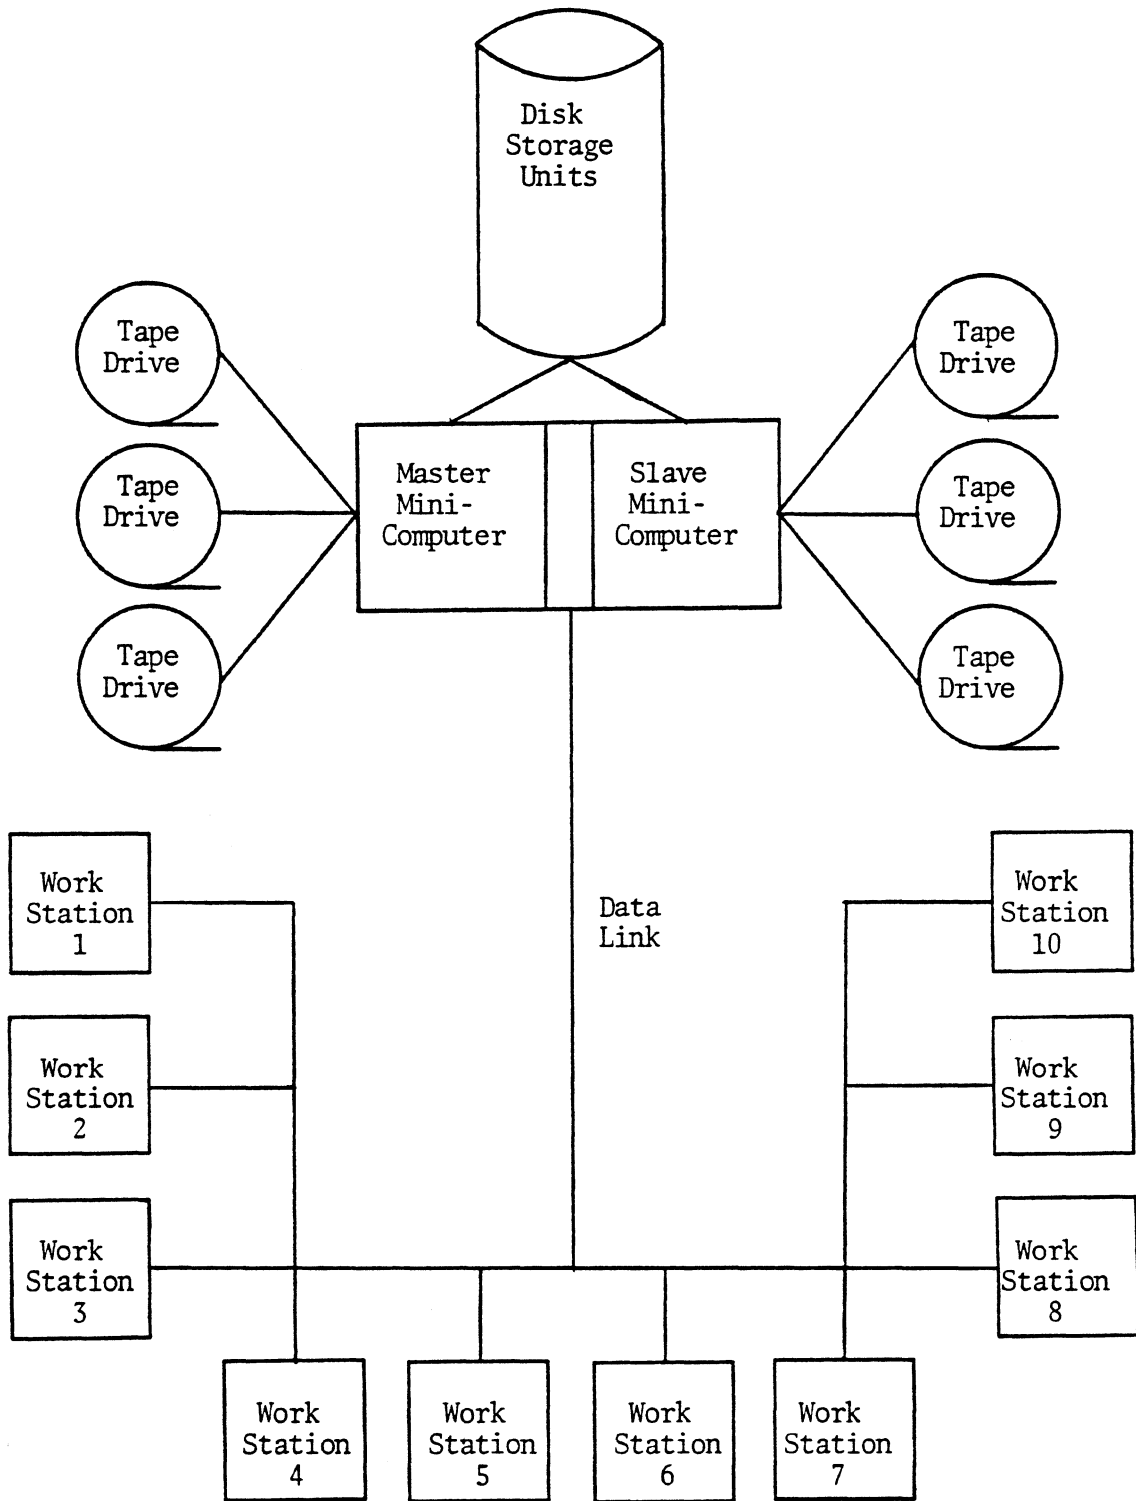 Disk
Storage
Units
Tape
Drive
Tape
Drive
Tape
Drive
Master
Mini-
Computer
Slave
Mini-
Computer
Tape
Drive
Tape
Drive
Tape
Drive
Data
Link
Work
Station
1
Work
Station
2
Work
Station
3
Work
Station
4
Work
Station
5
Work
Station
6
Work
Station
7
Work
Station
8
Work
Station
9
Work
Station
10